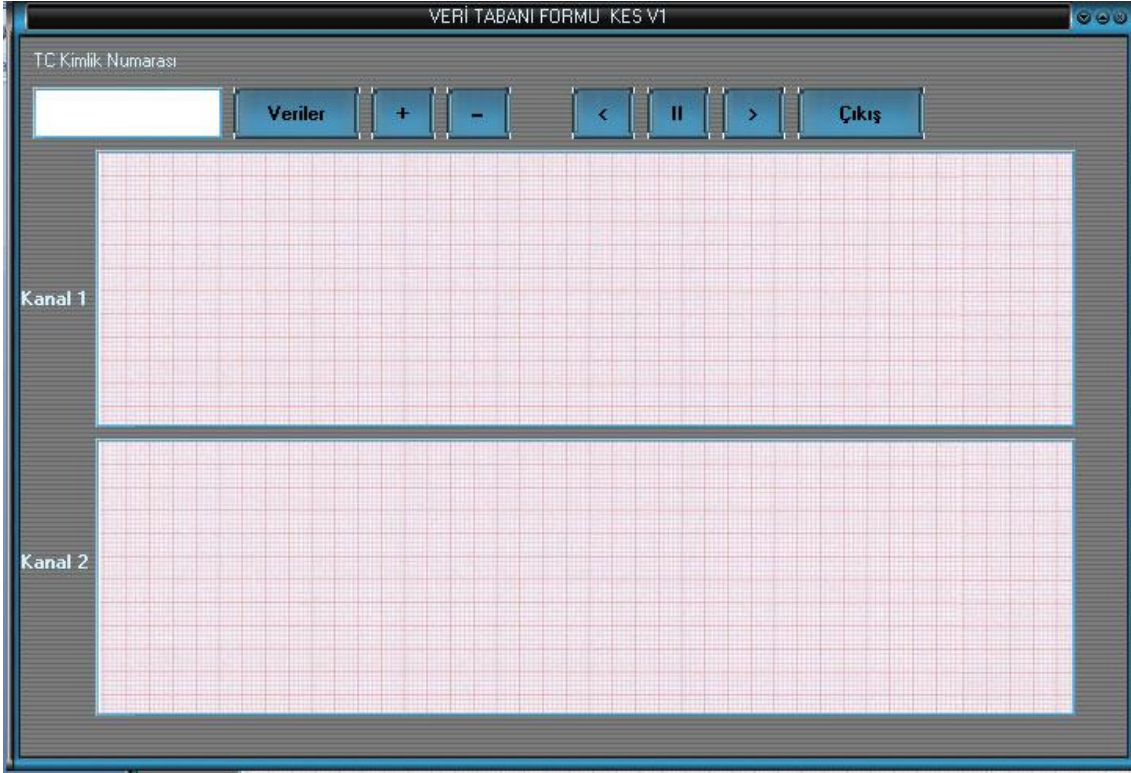 VERİ TABANI FORMU KES V1
TC Kimlik Numarası
Veriler + - < II > Çıkış
Kanal 1
Kanal 2